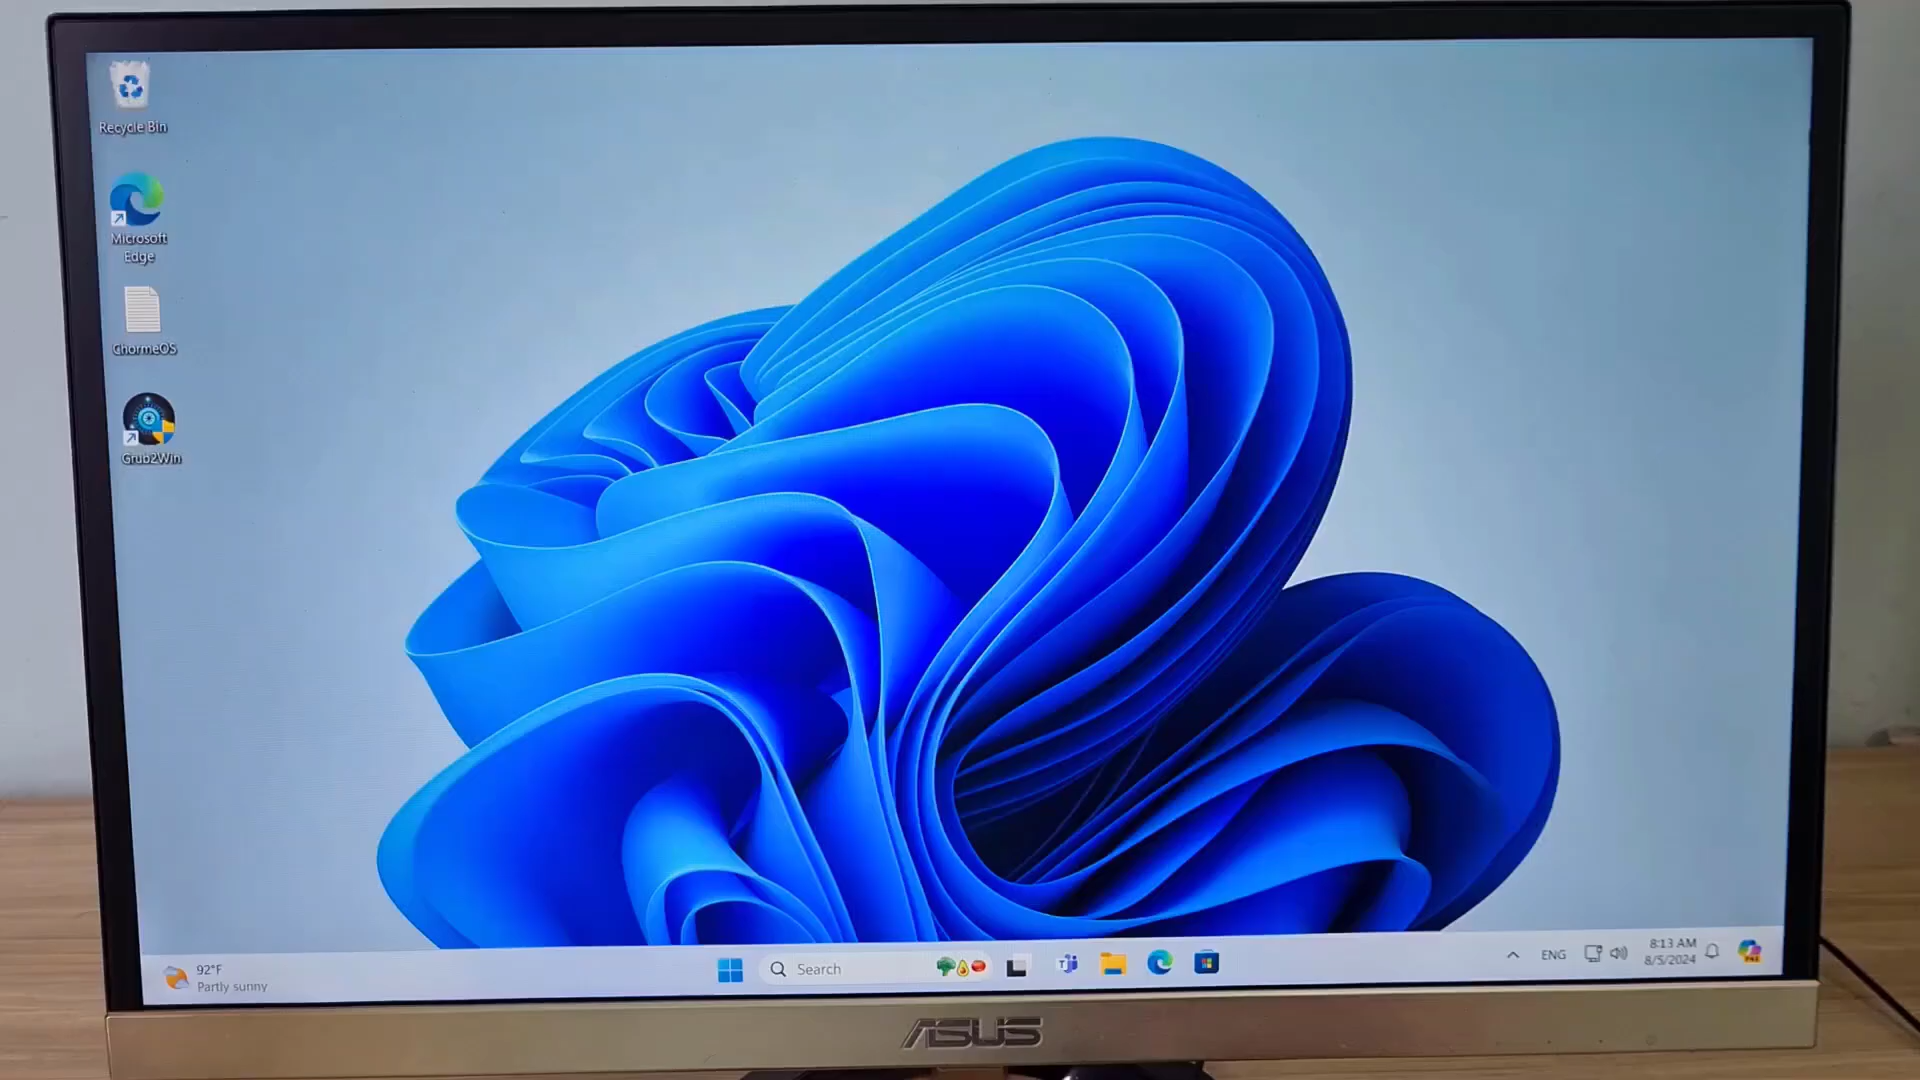 Recycle Bin
Microsoft
Edge
ChormeOS
Grub2Win
92°F
Partly sunny
Search
ENG
8:13 AM
8/5/2024
ASUS